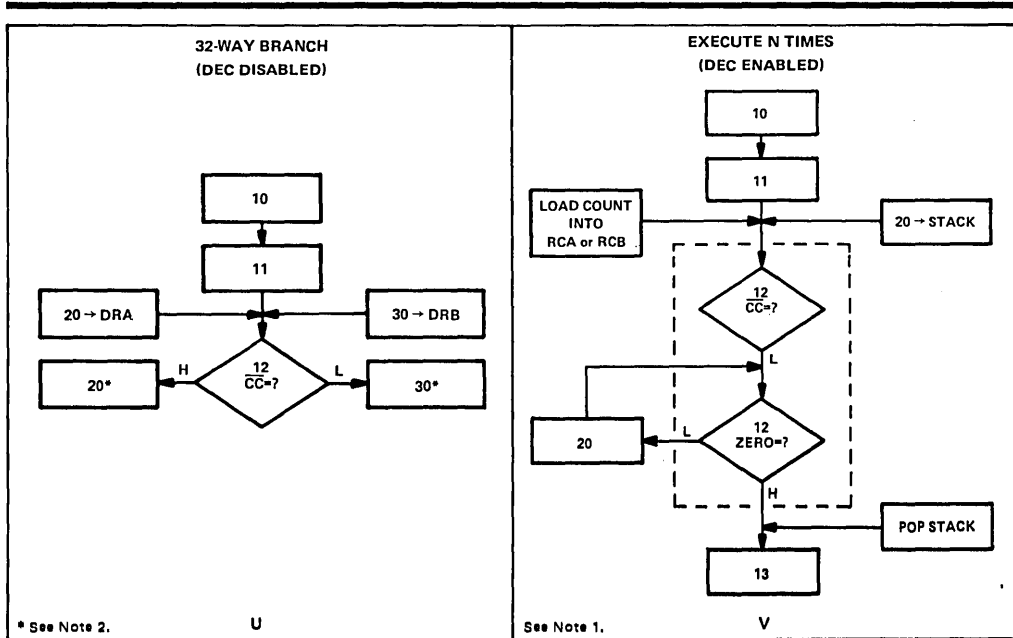 32-WAY BRANCH
(DEC DISABLED)
10
11
20 → DRA
30 → DRB
12
C̅C̅=?
H
L
20*
30*
* See Note 2.
U
EXECUTE N TIMES
(DEC ENABLED)
10
11
LOAD COUNT
INTO
RCA or RCB
20 → STACK
12
C̅C̅=?
L
12
ZERO=?
L
20
H
POP STACK
13
See Note 1.
V